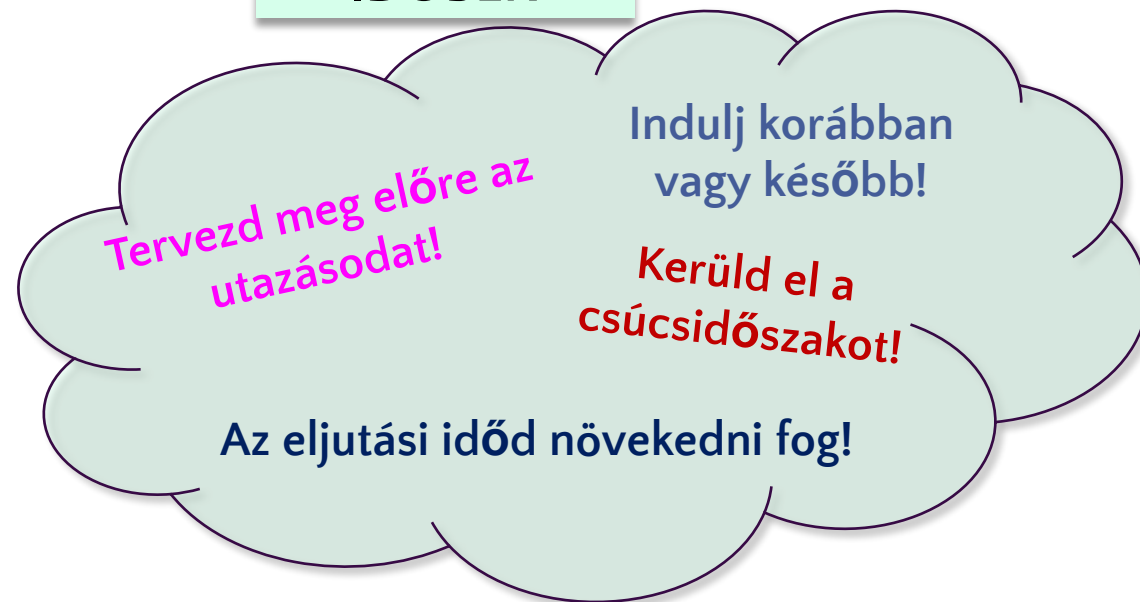 Indulj korábban
vagy később!
Tervezd meg előre az
utazásodat!
Kerüld el a
csúcsidőszakot!
Az eljutási időd növekedni fog!